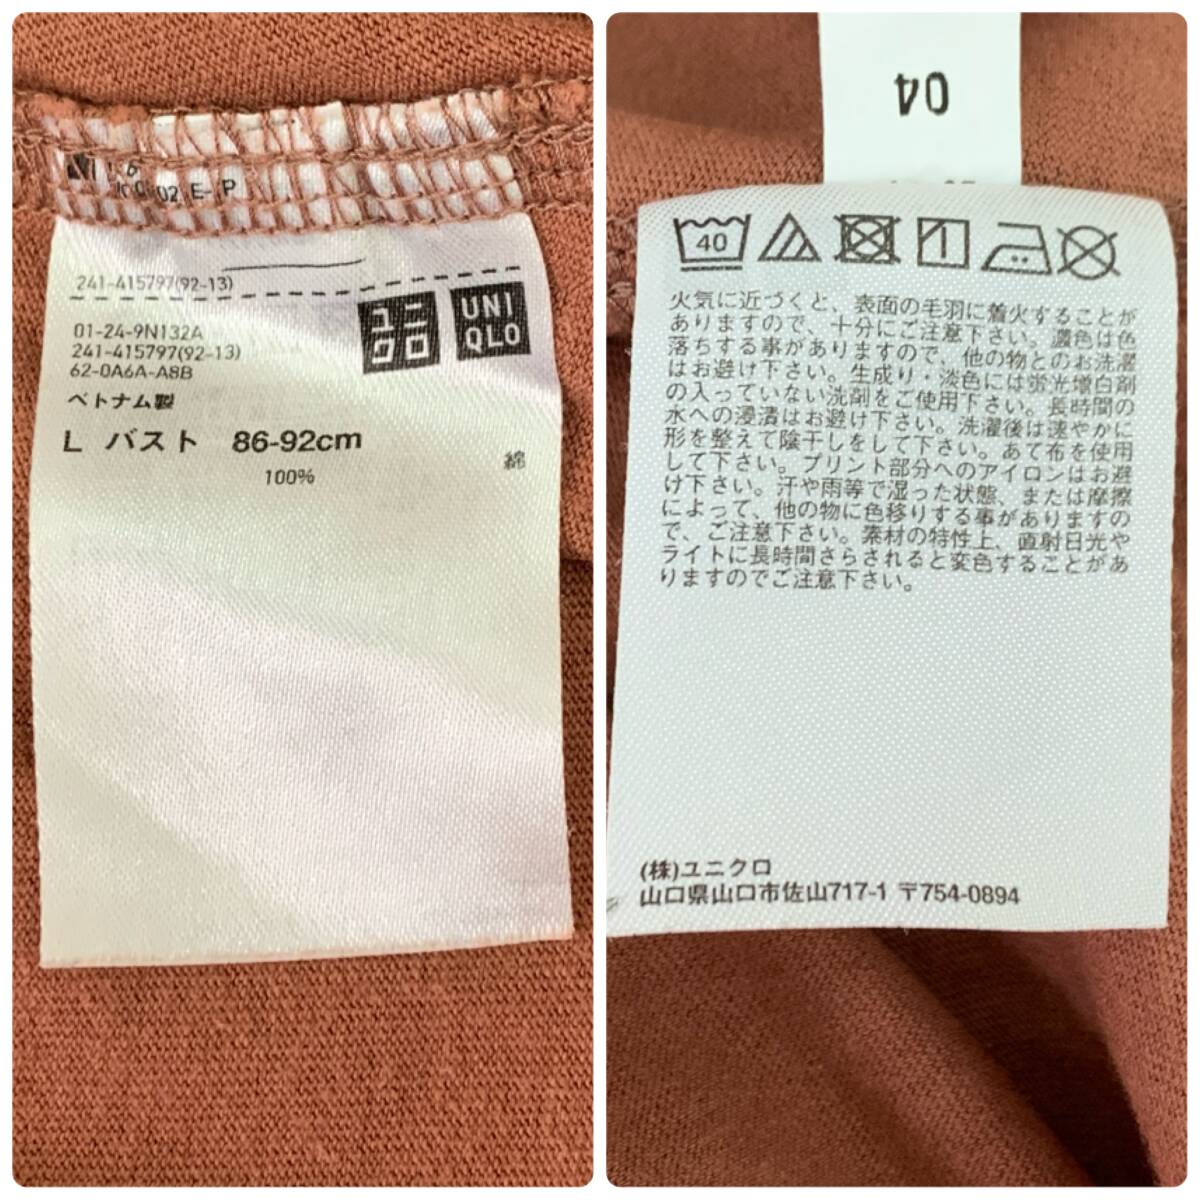 02 E- P
241-415797(92-13)
ユニ
クロ
UNI
QLO
01-24-9N132A
241-415797(92-13)
62-0A6A-A8B
ベトナム製
L バスト 86-92cm
綿
100%
04
40
火気に近づくと、表面の毛羽に着火することが
ありますので、十分にご注意下さい。濃色は色
落ちする事がありますので、他の物とのお洗濯
はお避け下さい。生成り・淡色には蛍光増白剤
の入っていない洗剤をご使用下さい。長時間の
水への浸漬はお避け下さい。洗濯後は速やかに
形を整えて陰干しをして下さい。あて布を使用
して下さい。プリント部分へのアイロンはお避
け下さい。汗や雨等で湿った状態、または摩擦
によって、他の物に色移りする事がありますの
で、ご注意下さい。素材の特性上、直射日光や
ライトに長時間さらされると変色することがあ
りますのでご注意下さい。
(株)ユニクロ
山口県山口市佐山717-1 〒754-0894